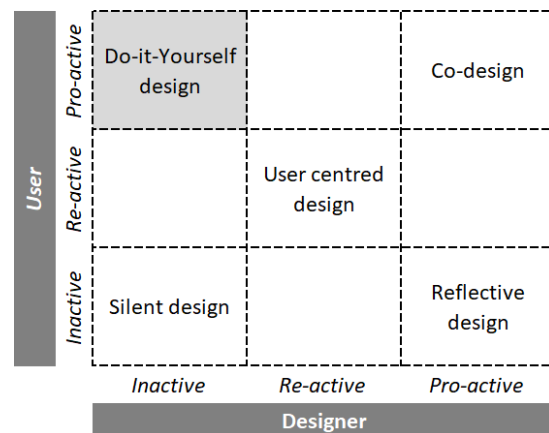 User
Pro-active
Re-active
Inactive
Do-it-Yourself
design
Co-design
User centred
design
Silent design
Reflective
design
Inactive
Re-active
Pro-active
Designer